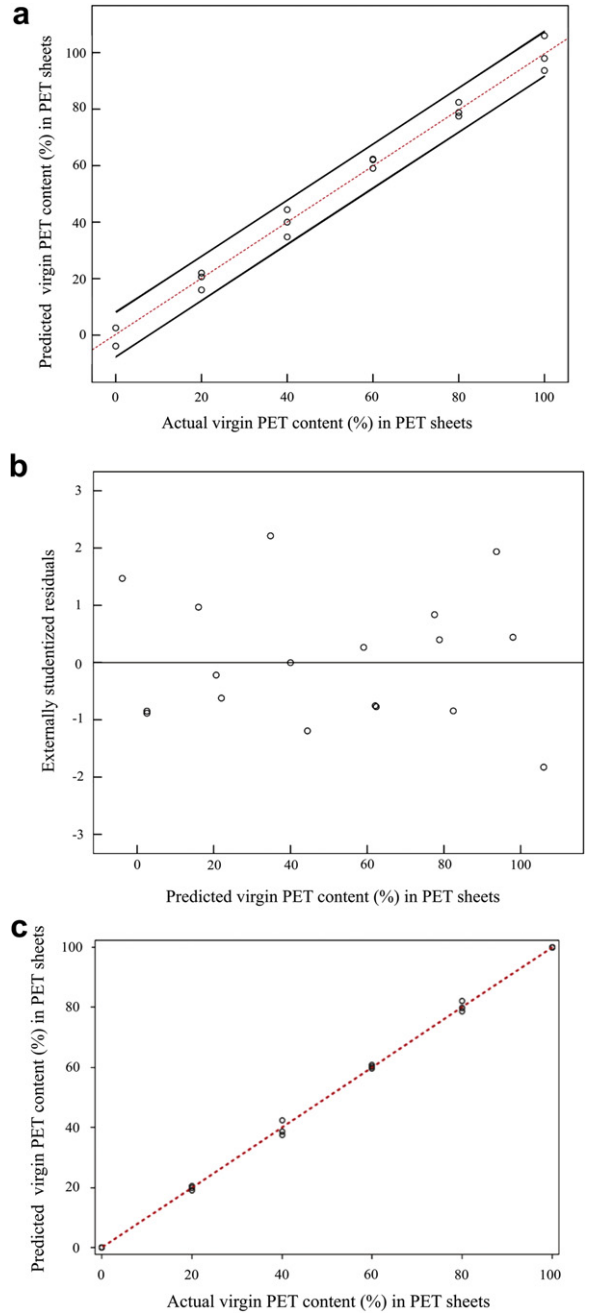 a
Predicted virgin PET content (%) in PET sheets
100
80
60
40
20
0
0 20 40 60 80 100
Actual virgin PET content (%) in PET sheets
b
Externally studentized residuals
3
2
1
0
-1
-2
-3
0 20 40 60 80 100
Predicted virgin PET content (%) in PET sheets
c
Predicted virgin PET content (%) in PET sheets
100
80
60
40
20
0
0 20 40 60 80 100
Actual virgin PET content (%) in PET sheets